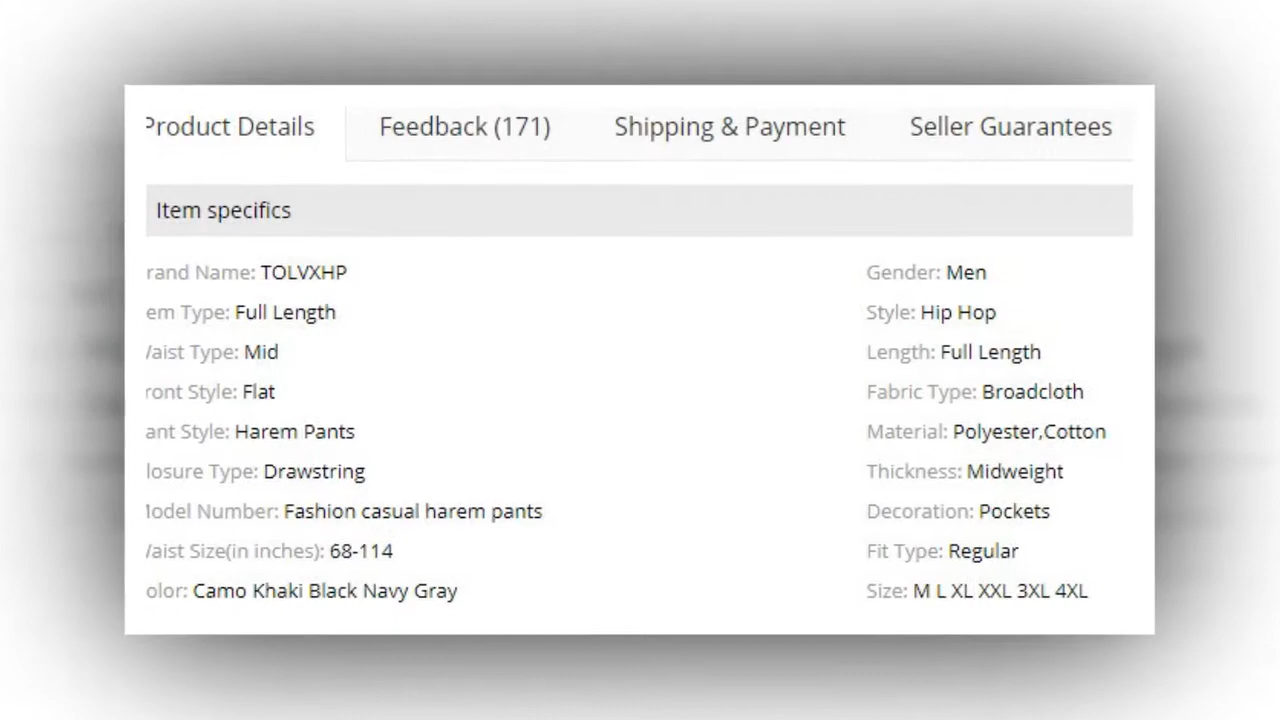 Product Details Feedback (171) Shipping & Payment Seller Guarantees
Item specifics
rand Name: TOLVXHP Gender: Men
em Type: Full Length Style: Hip Hop
aist Type: Mid Length: Full Length
ront Style: Flat Fabric Type: Broadcloth
ant Style: Harem Pants Material: Polyester,Cotton
losure Type: Drawstring Thickness: Midweight
odel Number: Fashion casual harem pants Decoration: Pockets
aist Size(in inches): 68-114 Fit Type: Regular
olor: Camo Khaki Black Navy Gray Size: M L XL XXL 3XL 4XL